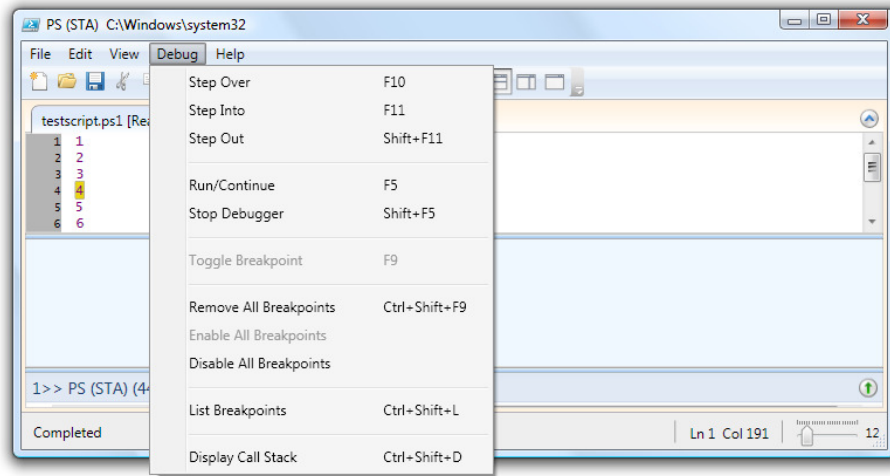 PS (STA) C:\Windows\system32
File Edit View Debug Help
Step Over F10
Step Into F11
Step Out Shift+F11
Run/Continue F5
Stop Debugger Shift+F5
Toggle Breakpoint F9
Remove All Breakpoints Ctrl+Shift+F9
Enable All Breakpoints
Disable All Breakpoints
List Breakpoints Ctrl+Shift+L
Display Call Stack Ctrl+Shift+D
testscript.ps1 [Rea
1 1
2 2
3 3
4 4
5 5
6 6
1>> PS (STA) (44
Completed
Ln 1 Col 191 12